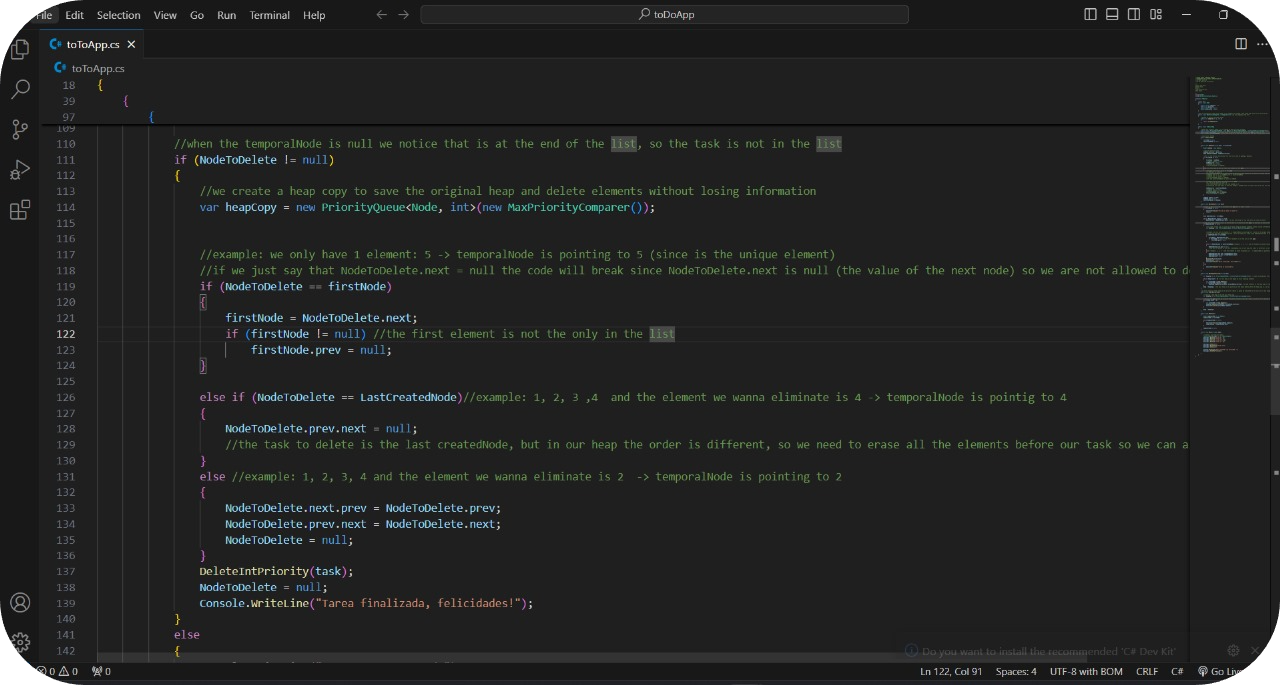 File Edit Selection View Go Run Terminal Help toDoApp
toToApp.cs
toToApp.cs
18 {
39 {
97 {
109
110 //when the temporalNode is null we notice that is at the end of the list, so the task is not in the list
111 if (NodeToDelete != null)
112 {
113 //we create a heap copy to save the original heap and delete elements without losing information
114 var heapCopy = new PriorityQueue<Node, int>(new MaxPriorityComparer());
115
116
117 //example: we only have 1 element: 5 -> temporalNode is pointing to 5 (since is the unique element)
118 //if we just say that NodeToDelete.next = null the code will break since NodeToDelete.next is null (the value of the next node) so we are not allowed to d
119 if (NodeToDelete == firstNode)
120 {
121 firstNode = NodeToDelete.next;
122 if (firstNode != null) //the first element is not the only in the list
123 firstNode.prev = null;
124 }
125
126 else if (NodeToDelete == LastCreatedNode)//example: 1, 2, 3 ,4  and the element we wanna eliminate is 4 -> temporalNode is pointig to 4
127 {
128 NodeToDelete.prev.next = null;
129 //the task to delete is the last createdNode, but in our heap the order is different, so we need to erase all the elements before our task so we can a
130 }
131 else //example: 1, 2, 3, 4 and the element we wanna eliminate is 2  -> temporalNode is pointing to 2
132 {
133 NodeToDelete.next.prev = NodeToDelete.prev;
134 NodeToDelete.prev.next = NodeToDelete.next;
135 NodeToDelete = null;
136 }
137 DeleteIntPriority(task);
138 NodeToDelete = null;
139 Console.WriteLine("Tarea finalizada, felicidades!");
140 }
141 else
142 {
Do you want to install the recommended 'C# Dev Kit'
0 0 0 Ln 122, Col 91 Spaces: 4 UTF-8 with BOM CRLF C# Go Live